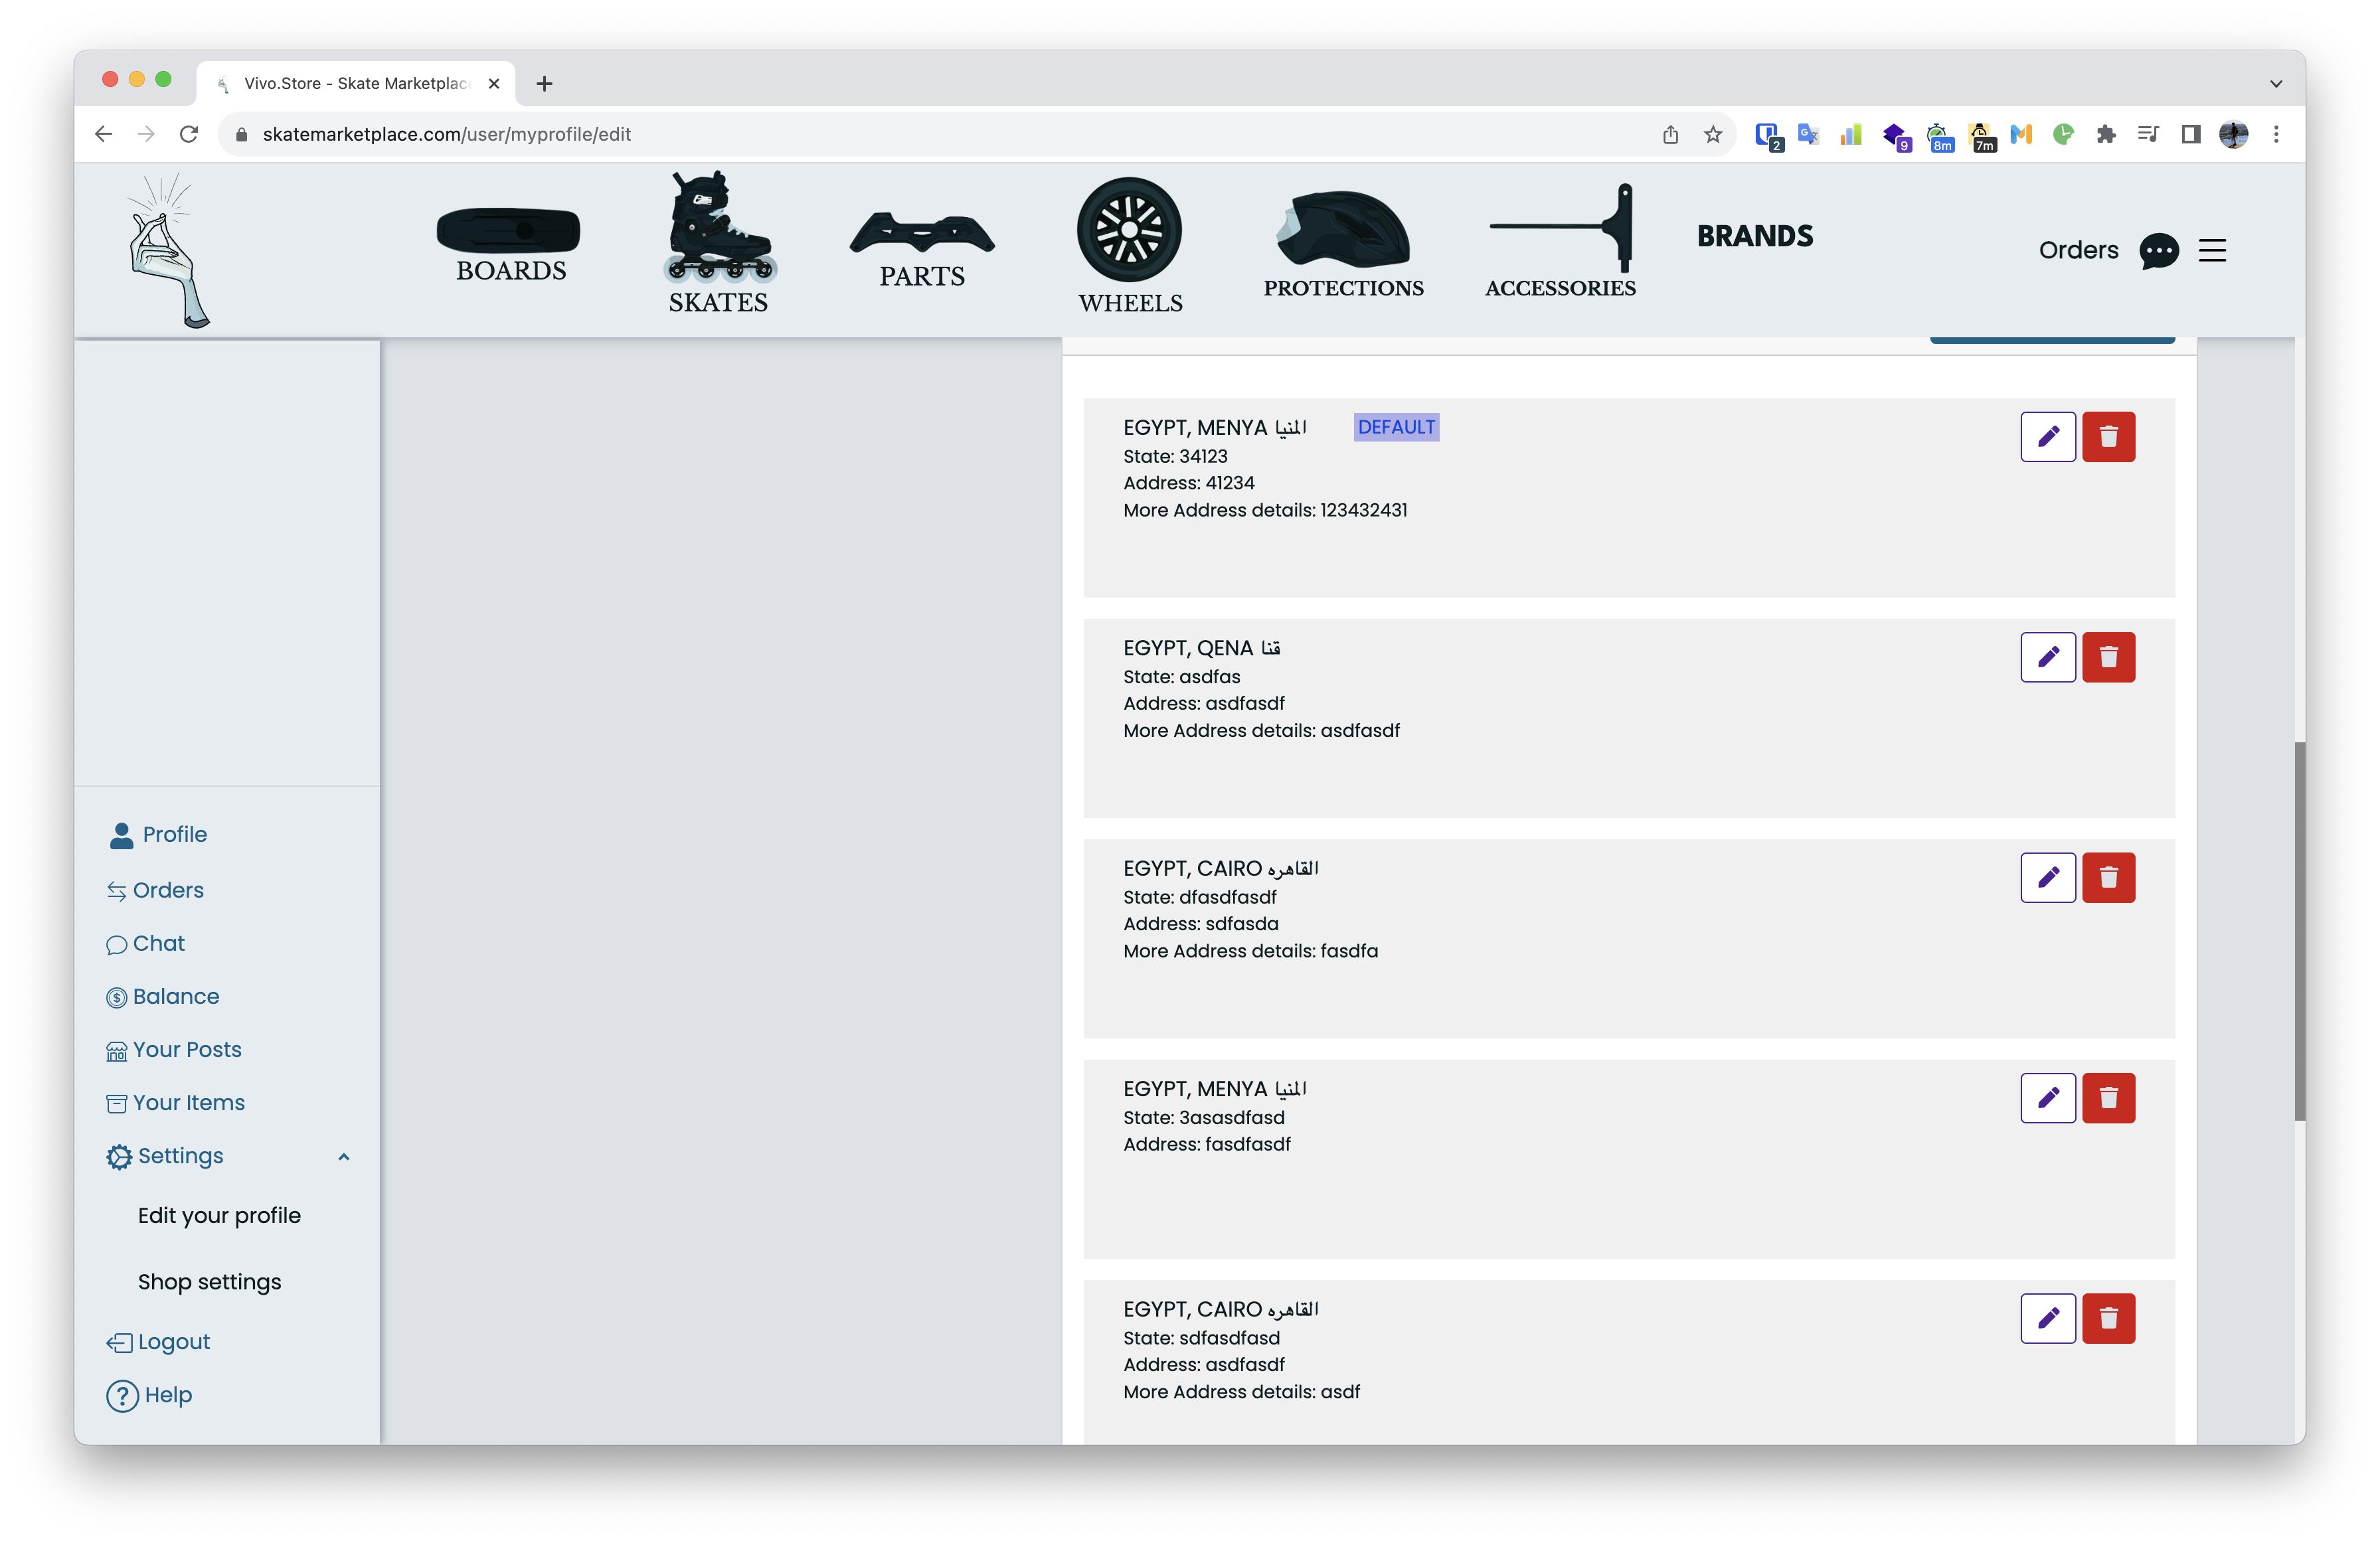 Vivo.Store - Skate Marketplac
skatemarketplace.com/user/myprofile/edit
2
9
8m
7m
BOARDS
SKATES
PARTS
WHEELS
PROTECTIONS
ACCESSORIES
BRANDS
Orders
EGYPT, MENYA المنيا DEFAULT
State: 34123
Address: 41234
More Address details: 123432431
EGYPT, QENA قنا
State: asdfas
Address: asdfasdf
More Address details: asdfasdf
EGYPT, CAIRO القاهره
State: dfasdfasdf
Address: sdfasda
More Address details: fasdfa
EGYPT, MENYA المنيا
State: 3asasdfasd
Address: fasdfasdf
EGYPT, CAIRO القاهره
State: sdfasdfasd
Address: asdfasdf
More Address details: asdf
Profile
Orders
Chat
Balance
Your Posts
Your Items
Settings
Edit your profile
Shop settings
Logout
Help